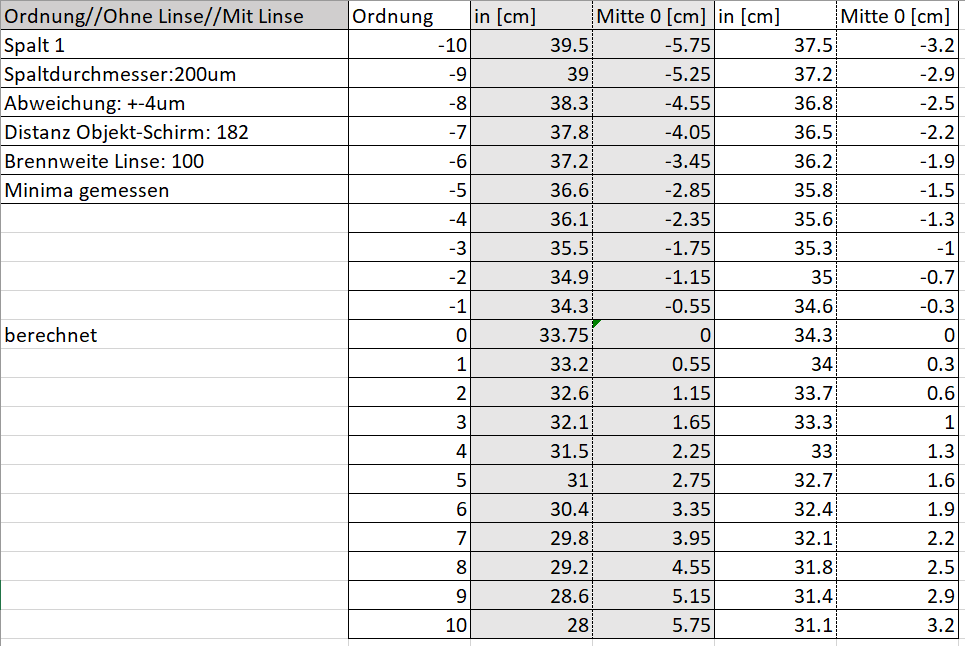 Ordnung//Ohne Linse//Mit Linse Ordnung in [cm] Mitte 0 [cm] in [cm] Mitte 0 [cm]
Spalt 1 -10 39.5 -5.75 37.5 -3.2
Spaltdurchmesser:200um -9 39 -5.25 37.2 -2.9
Abweichung: +-4um -8 38.3 -4.55 36.8 -2.5
Distanz Objekt-Schirm: 182 -7 37.8 -4.05 36.5 -2.2
Brennweite Linse: 100 -6 37.2 -3.45 36.2 -1.9
Minima gemessen -5 36.6 -2.85 35.8 -1.5
-4 36.1 -2.35 35.6 -1.3
-3 35.5 -1.75 35.3 -1
-2 34.9 -1.15 35 -0.7
-1 34.3 -0.55 34.6 -0.3
berechnet 0 33.75 0 34.3 0
1 33.2 0.55 34 0.3
2 32.6 1.15 33.7 0.6
3 32.1 1.65 33.3 1
4 31.5 2.25 33 1.3
5 31 2.75 32.7 1.6
6 30.4 3.35 32.4 1.9
7 29.8 3.95 32.1 2.2
8 29.2 4.55 31.8 2.5
9 28.6 5.15 31.4 2.9
10 28 5.75 31.1 3.2